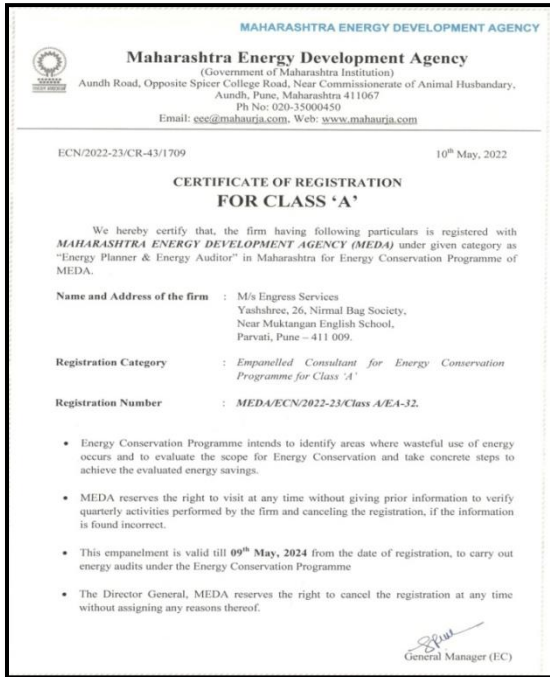 MAHARASHTRA ENERGY DEVELOPMENT AGENCY
Maharashtra Energy Development Agency
(Government of Maharashtra Institution)
Aundh Road, Opposite Spicer College Road, Near Commissionerate of Animal Husbandary,
Aundh, Pune, Maharashtra 411067
Ph No: 020-35000450
Email: eee@mahaurja.com, Web: www.mahaurja.com
ECN/2022-23/CR-43/1709 10th May, 2022
CERTIFICATE OF REGISTRATION
FOR CLASS ‘A’
We hereby certify that, the firm having following particulars is registered with
MAHARASHTRA ENERGY DEVELOPMENT AGENCY (MEDA) under given category as
“Energy Planner & Energy Auditor” in Maharashtra for Energy Conservation Programme of
MEDA.
Name and Address of the firm : M/s Engress Services
Yashshree, 26, Nirmal Bag Society,
Near Muktangan English School,
Parvati, Pune – 411 009.
Registration Category : Empanelled Consultant for Energy Conservation
Programme for Class ‘A’
Registration Number : MEDA/ECN/2022-23/Class A/EA-32.
• Energy Conservation Programme intends to identify areas where wasteful use of energy
occurs and to evaluate the scope for Energy Conservation and take concrete steps to
achieve the evaluated energy savings.
• MEDA reserves the right to visit at any time without giving prior information to verify
quarterly activities performed by the firm and canceling the registration, if the information
is found incorrect.
• This empanelment is valid till 09th May, 2024 from the date of registration, to carry out
energy audits under the Energy Conservation Programme
• The Director General, MEDA reserves the right to cancel the registration at any time
without assigning any reasons thereof.
General Manager (EC)